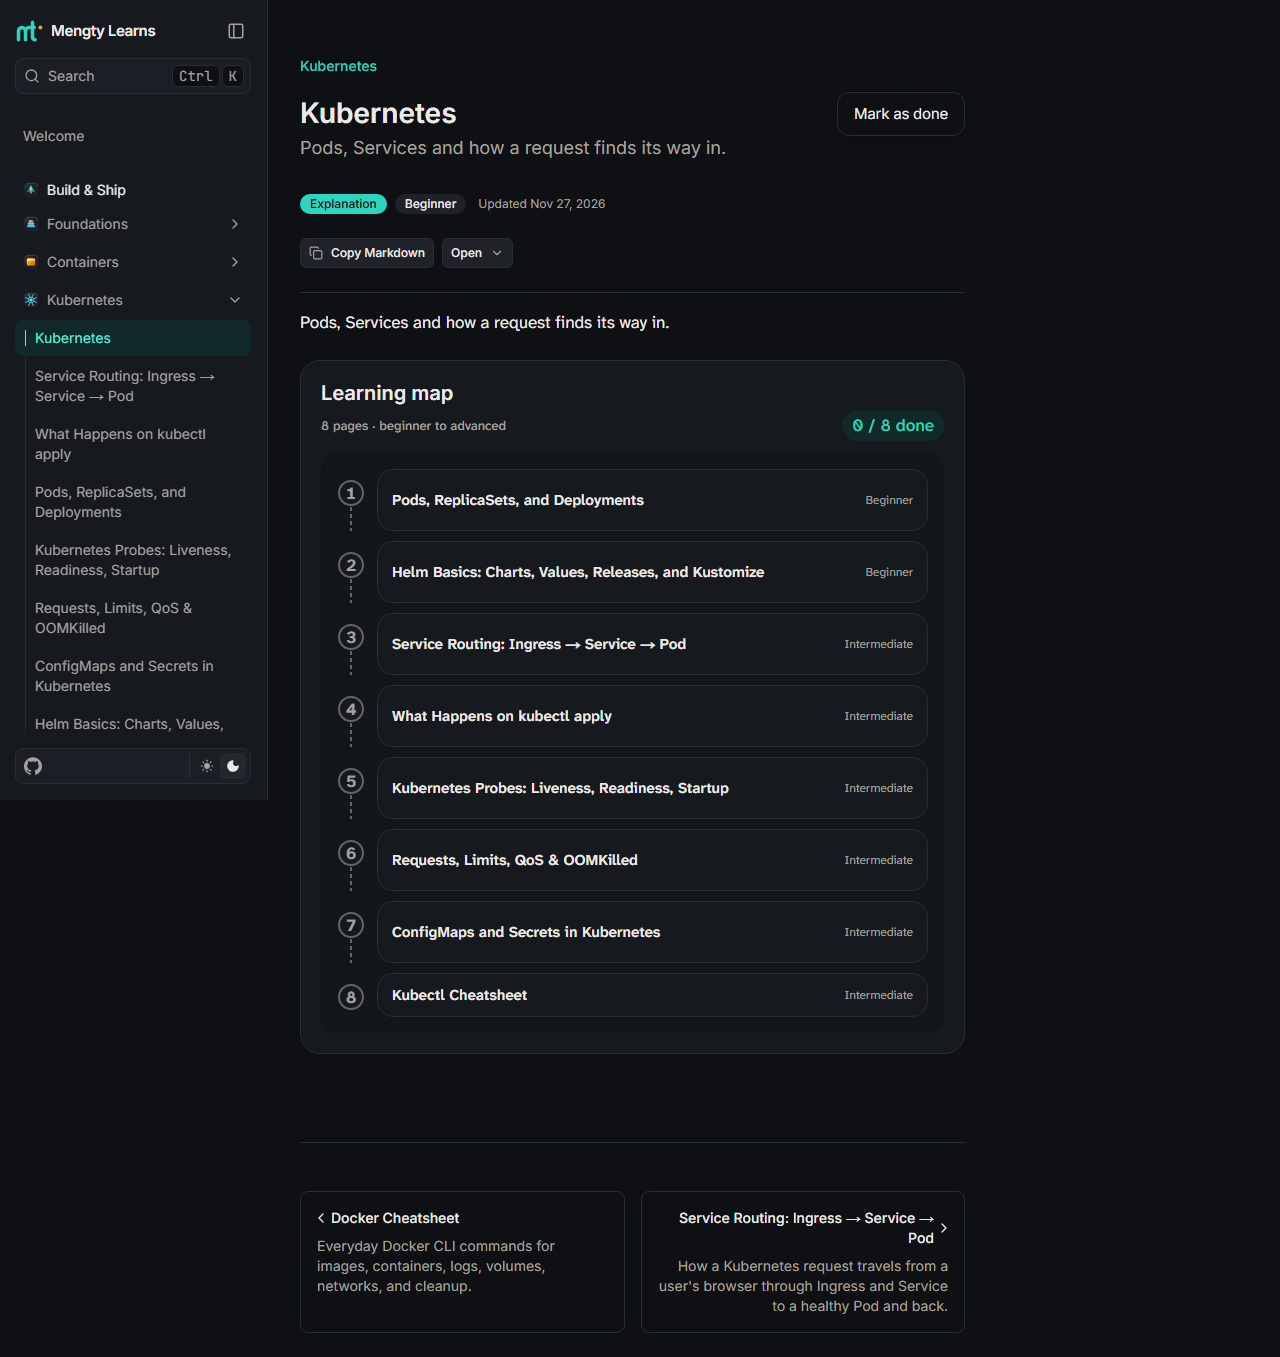 Mengty Learns
Search
Ctrl K
Welcome
Build & Ship
Foundations
Containers
Kubernetes
Kubernetes
Service Routing: Ingress →
Service → Pod
What Happens on kubectl
apply
Pods, ReplicaSets, and
Deployments
Kubernetes Probes: Liveness,
Readiness, Startup
Requests, Limits, QoS &
OOMKilled
ConfigMaps and Secrets in
Kubernetes
Helm Basics: Charts, Values,
Kubernetes
Kubernetes
Mark as done
Pods, Services and how a request finds its way in.
Explanation
Beginner
Updated Nov 27, 2026
Copy Markdown
Open
Pods, Services and how a request finds its way in.
Learning map
8 pages · beginner to advanced
0 / 8 done
1 Pods, ReplicaSets, and Deployments Beginner
2 Helm Basics: Charts, Values, Releases, and Kustomize Beginner
3 Service Routing: Ingress → Service → Pod Intermediate
4 What Happens on kubectl apply Intermediate
5 Kubernetes Probes: Liveness, Readiness, Startup Intermediate
6 Requests, Limits, QoS & OOMKilled Intermediate
7 ConfigMaps and Secrets in Kubernetes Intermediate
8 Kubectl Cheatsheet Intermediate
Docker Cheatsheet
Everyday Docker CLI commands for
images, containers, logs, volumes,
networks, and cleanup.
Service Routing: Ingress → Service →
Pod
How a Kubernetes request travels from a
user's browser through Ingress and Service
to a healthy Pod and back.